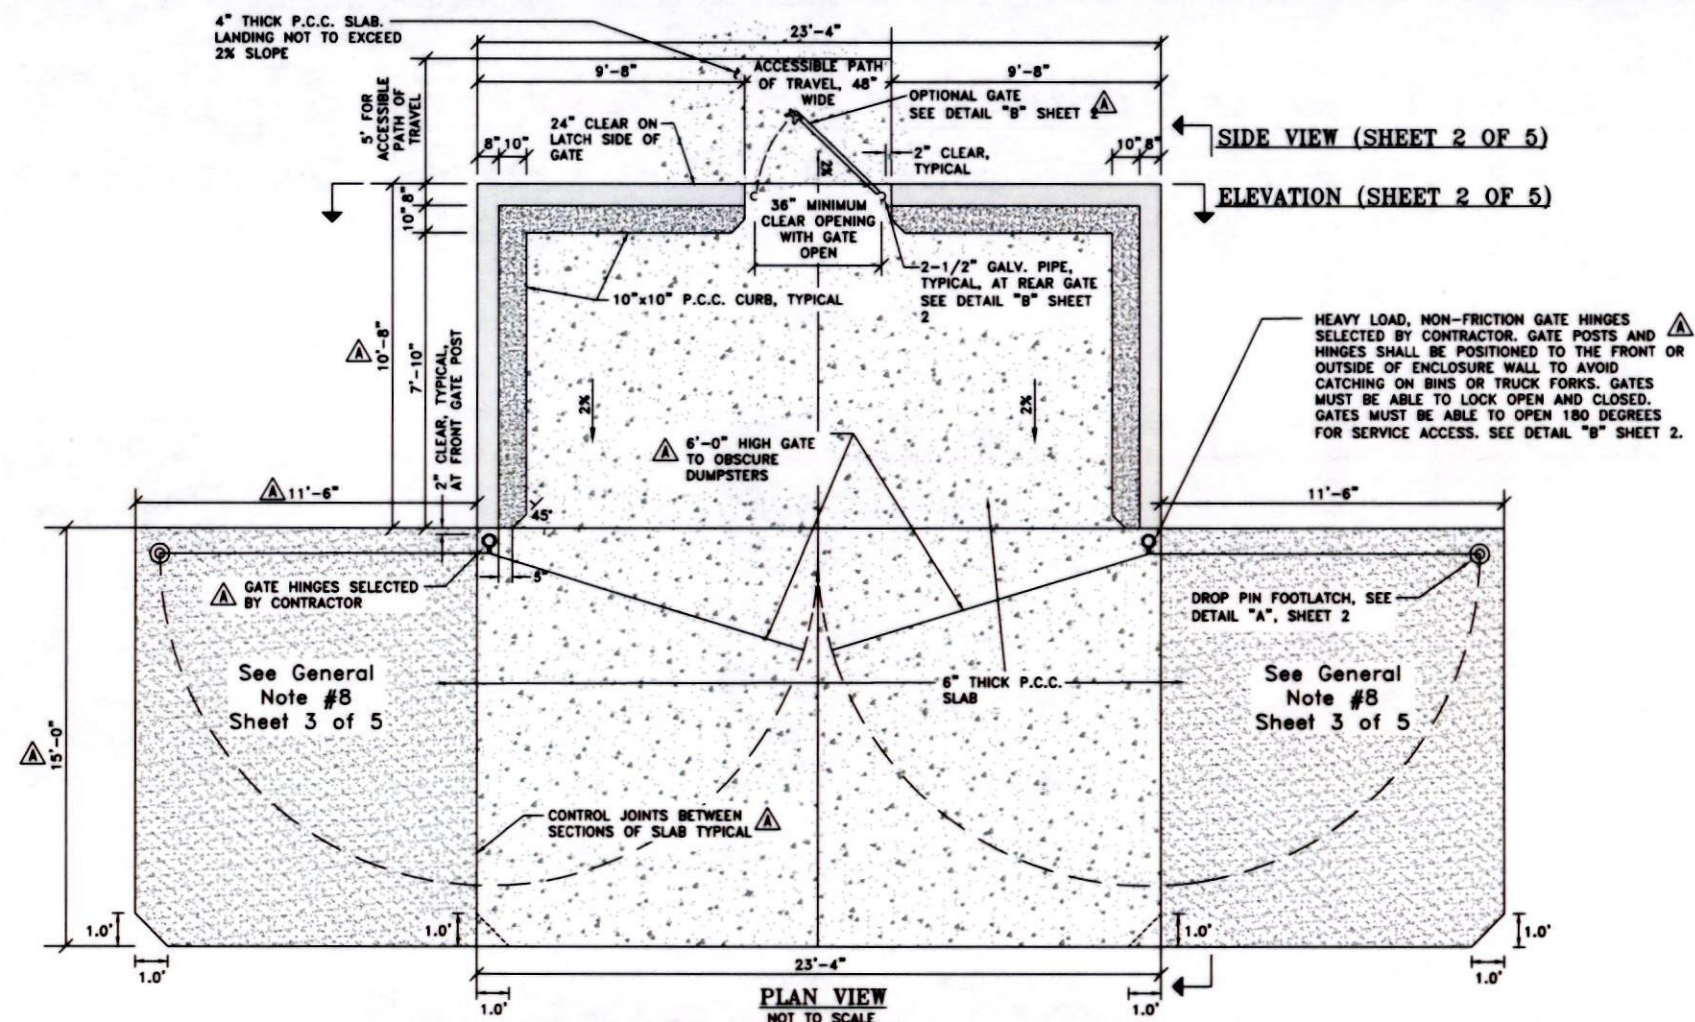 4" THICK P.C.C. SLAB.
LANDING NOT TO EXCEED
2% SLOPE
23'-4"
9'-8"
ACCESSIBLE PATH
OF TRAVEL, 48"
WIDE
9'-8"
OPTIONAL GATE
SEE DETAIL "B" SHEET 2
A
5' FOR
ACCESSIBLE
PATH OF
TRAVEL
24" CLEAR ON
LATCH SIDE OF
GATE
8"
10"
2%
2" CLEAR,
TYPICAL
10"
8"
SIDE VIEW (SHEET 2 OF 5)
ELEVATION (SHEET 2 OF 5)
8"
10"
36" MINIMUM
CLEAR OPENING
WITH GATE
OPEN
2-1/2" GALV. PIPE,
TYPICAL, AT REAR GATE
SEE DETAIL "B" SHEET
2
10"x10" P.C.C. CURB, TYPICAL
HEAVY LOAD, NON-FRICTION GATE HINGES
SELECTED BY CONTRACTOR. GATE POSTS AND
HINGES SHALL BE POSITIONED TO THE FRONT OR
OUTSIDE OF ENCLOSURE WALL TO AVOID
CATCHING ON BINS OR TRUCK FORKS. GATES
MUST BE ABLE TO LOCK OPEN AND CLOSED.
GATES MUST BE ABLE TO OPEN 180 DEGREES
FOR SERVICE ACCESS. SEE DETAIL "B" SHEET 2.
A
A
10'-8"
7'-10"
2" CLEAR, TYPICAL,
AT FRONT GATE POST
2%
2%
A
6'-0" HIGH GATE
TO OBSCURE
DUMPSTERS
A
11'-6"
11'-6"
45°
5"
A
GATE HINGES SELECTED
BY CONTRACTOR
DROP PIN FOOTLATCH, SEE
DETAIL "A", SHEET 2
See General
Note #8
Sheet 3 of 5
6" THICK P.C.C.
SLAB
See General
Note #8
Sheet 3 of 5
A
15'-0"
CONTROL JOINTS BETWEEN
SECTIONS OF SLAB TYPICAL
A
1.0'
1.0'
1.0'
1.0'
1.0'
23'-4"
1.0'
1.0'
1.0'
PLAN VIEW
NOT TO SCALE